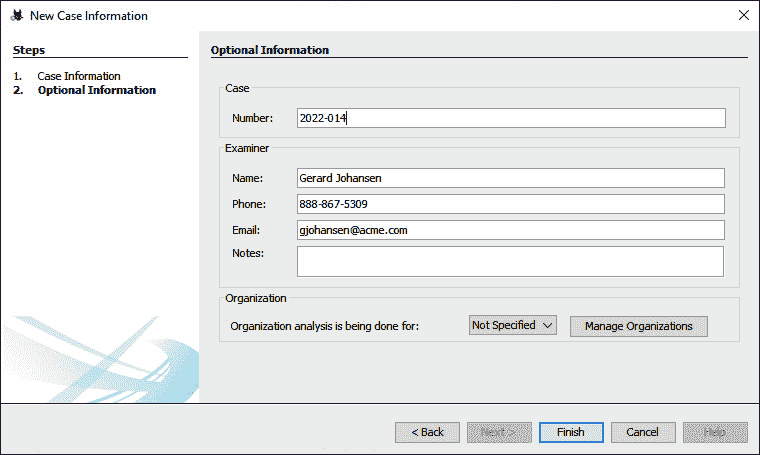 New Case Information
Steps
1. Case Information
2. Optional Information
Optional Information
Case
Number: 2022-014
Examiner
Name: Gerard Johansen
Phone: 888-867-5309
Email: gjohansen@acme.com
Notes:
Organization
Organization analysis is being done for: Not Specified Manage Organizations
< Back Next > Finish Cancel Help